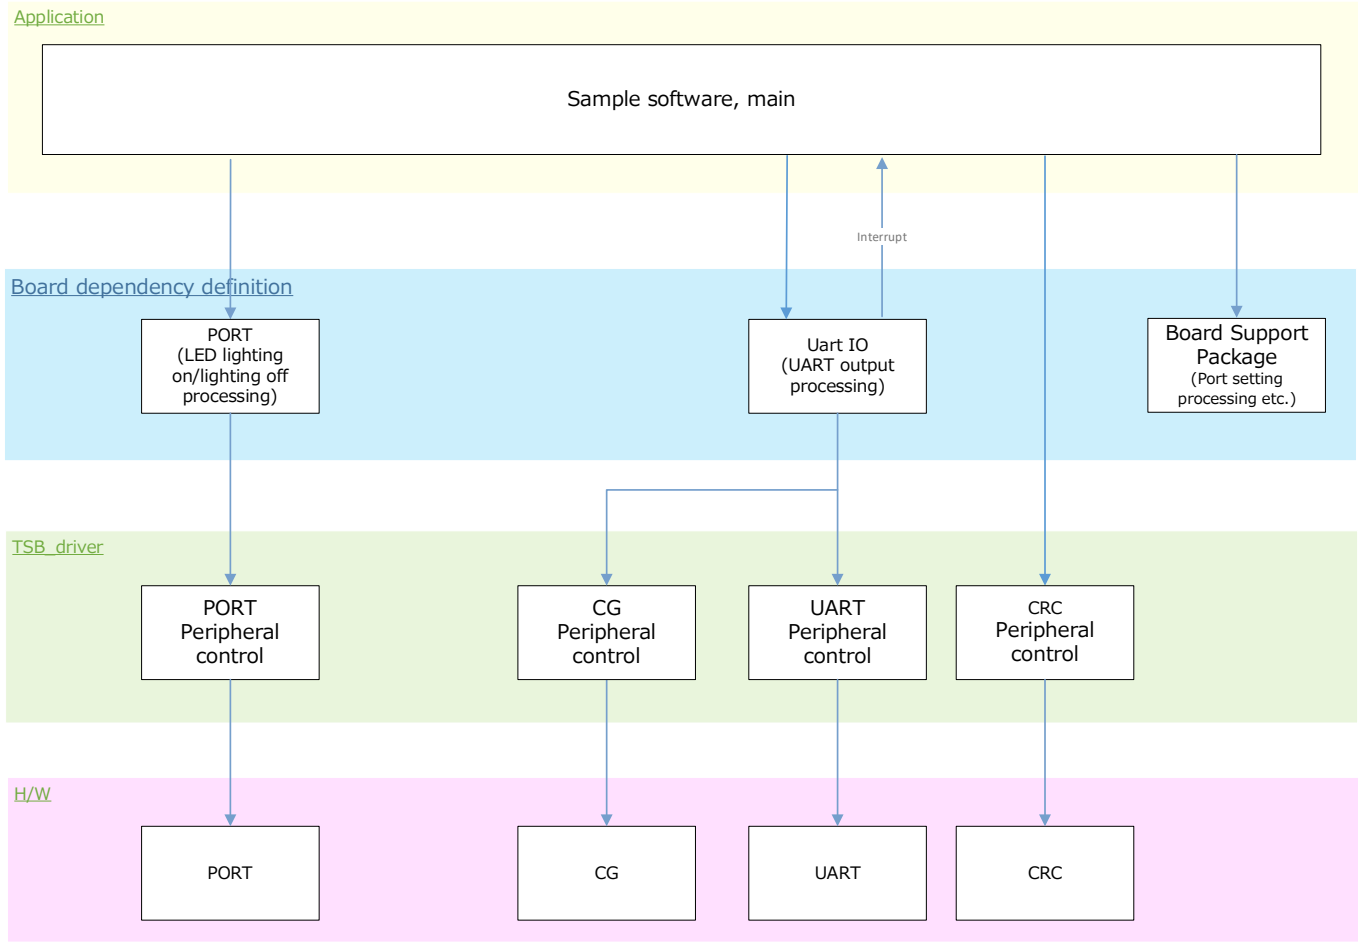 Application
Sample software, main
Interrupt
Board dependency definition
PORT
(LED lighting
on/lighting off
processing)
Uart IO
(UART output
processing)
Board Support
Package
(Port setting
processing etc.)
TSB_driver
PORT
Peripheral
control
CG
Peripheral
control
UART
Peripheral
control
CRC
Peripheral
control
H/W
PORT
CG
UART
CRC